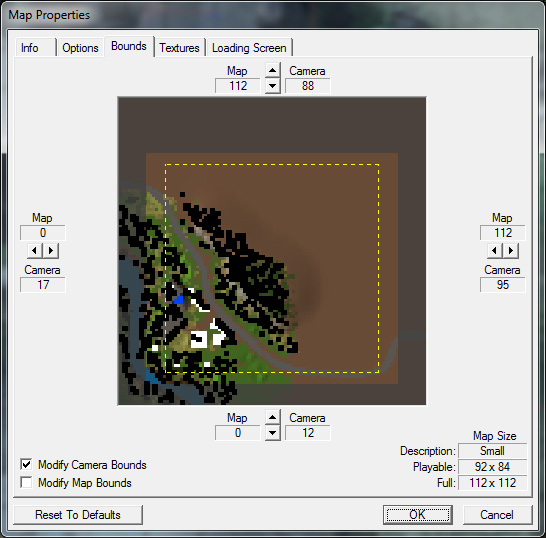 Map Properties
Info Options Bounds Textures Loading Screen
Map Camera
112 88
Map
0
Camera
17
Map
112
Camera
95
Map Camera
0 12
Map Size
Description: Small
Playable: 92 x 84
Full: 112 x 112
Modify Camera Bounds
Modify Map Bounds
Reset To Defaults OK Cancel